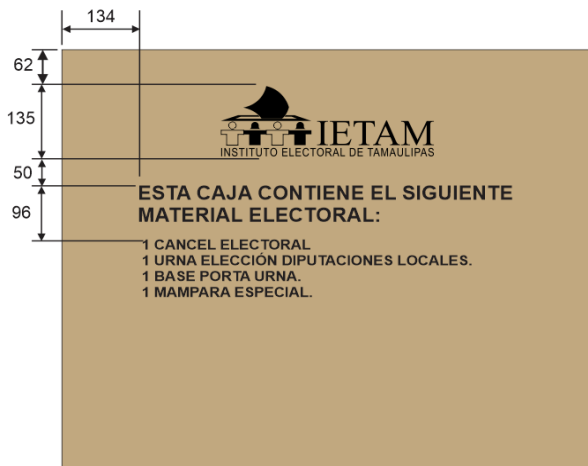 134
62
135
50
96
IETAM
INSTITUTO ELECTORAL DE TAMAULIPAS
ESTA CAJA CONTIENE EL SIGUIENTE
MATERIAL ELECTORAL:
1 CANCEL ELECTORAL
1 URNA ELECCIÓN DIPUTACIONES LOCALES.
1 BASE PORTA URNA.
1 MAMPARA ESPECIAL.